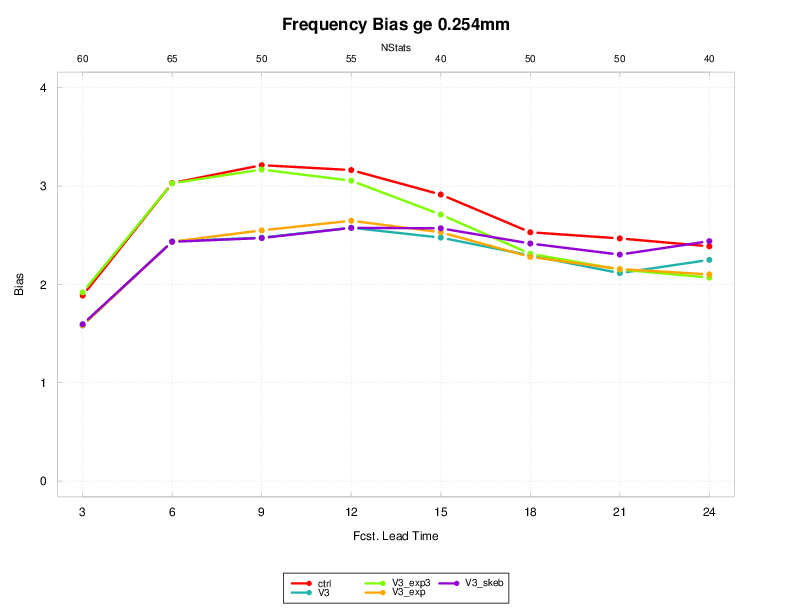 Frequency Bias ge 0.254mm
NStats
60 65 50 55 40 50 50 40
4
3
Bias
2
1
0
3 6 9 12 15 18 21 24
Fcst. Lead Time
ctrl V3_exp3 V3_skeb
V3 V3_exp